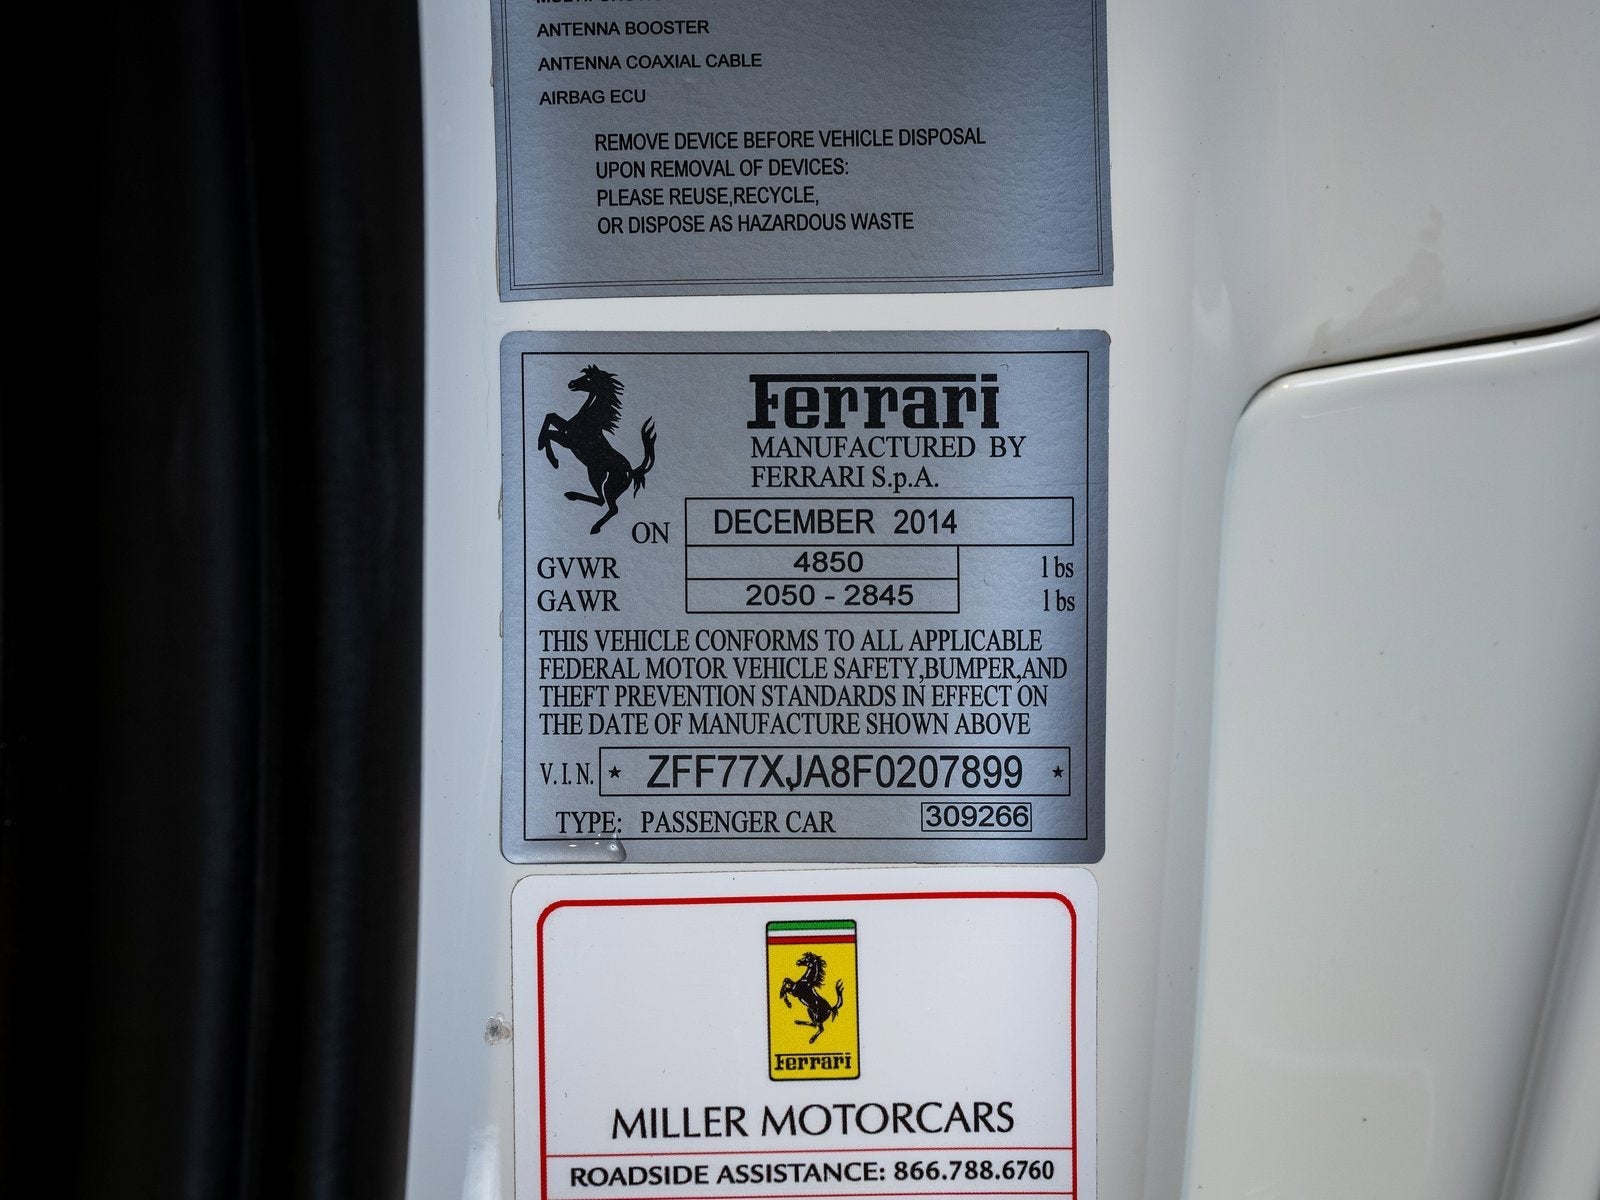 ANTENNA BOOSTER
ANTENNA COAXIAL CABLE
AIRBAG ECU
REMOVE DEVICE BEFORE VEHICLE DISPOSAL
UPON REMOVAL OF DEVICES:
PLEASE REUSE,RECYCLE,
OR DISPOSE AS HAZARDOUS WASTE
Ferrari
MANUFACTURED BY
FERRARI S.p.A.
ON DECEMBER 2014
GVWR 4850 lbs
GAWR 2050 - 2845 lbs
THIS VEHICLE CONFORMS TO ALL APPLICABLE
FEDERAL MOTOR VEHICLE SAFETY,BUMPER,AND
THEFT PREVENTION STANDARDS IN EFFECT ON
THE DATE OF MANUFACTURE SHOWN ABOVE
V.I.N. ★ ZFF77XJA8F0207899 ★
TYPE: PASSENGER CAR 309266
Ferrari
MILLER MOTORCARS
ROADSIDE ASSISTANCE: 866.788.6760